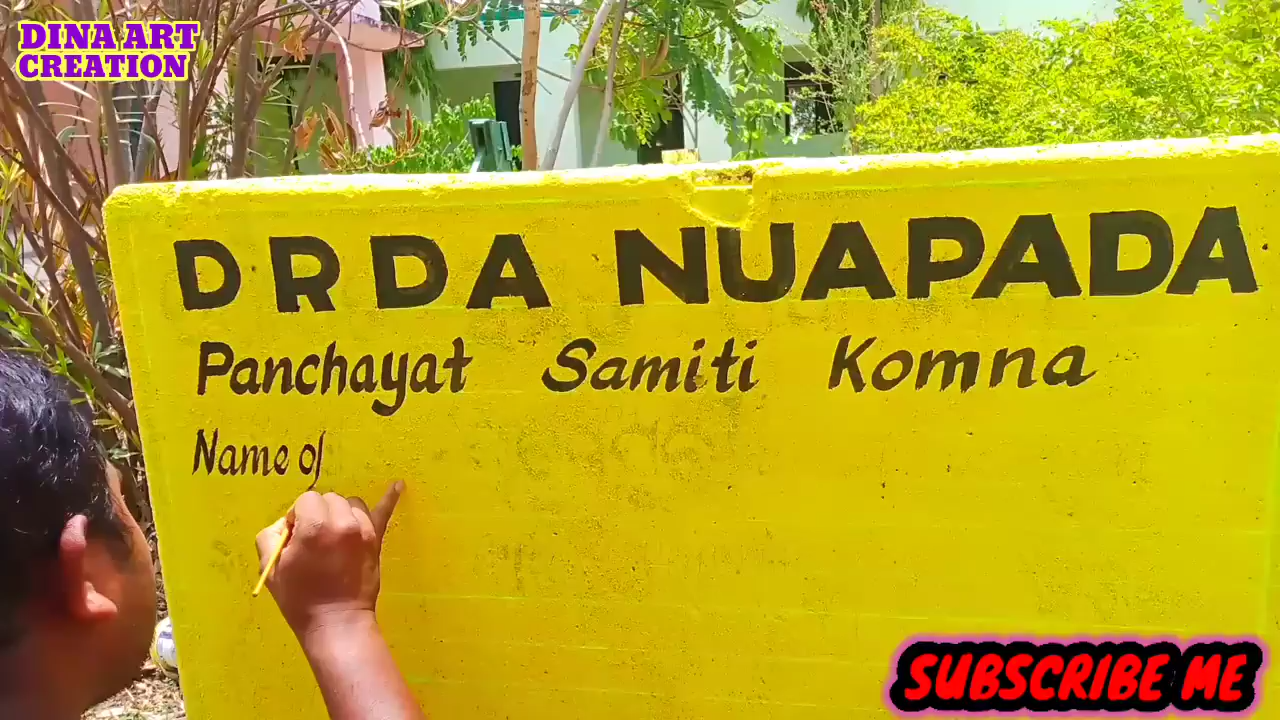 DINA ART
CREATION
DRDA NUAPADA
Panchayat Samiti Komna
Name of
SUBSCRIBE ME